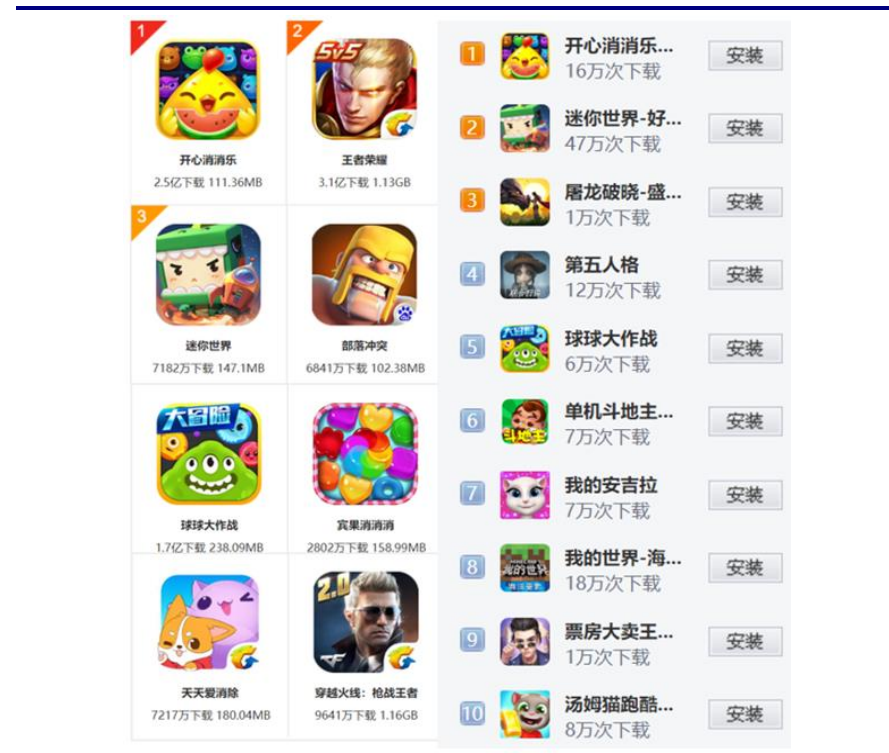 1
2
5v5
开心消消乐
王者荣耀
2.5亿下载 111.36MB
3.1亿下载 1.13GB
3
迷你世界
部落冲突
7182万下载 147.1MB
6841万下载 102.38MB
大冒险
球球大作战
宾果消消消
1.7亿下载 238.09MB
2802万下载 158.99MB
2.0
CF
天天爱消除
穿越火线：枪战王者
7217万下载 180.04MB
9641万下载 1.16GB
1
开心消消乐...
16万次下载
安装
2
迷你世界-好...
47万次下载
安装
3
屠龙破晓-盛...
1万次下载
安装
4
第五人格
12万次下载
安装
5
大冒险
球球大作战
6万次下载
安装
6
斗地主
单机斗地主...
7万次下载
安装
7
我的安吉拉
7万次下载
安装
8
我的世界
我的世界-海...
18万次下载
安装
9
票房大卖王...
1万次下载
安装
10
汤姆猫跑酷...
8万次下载
安装